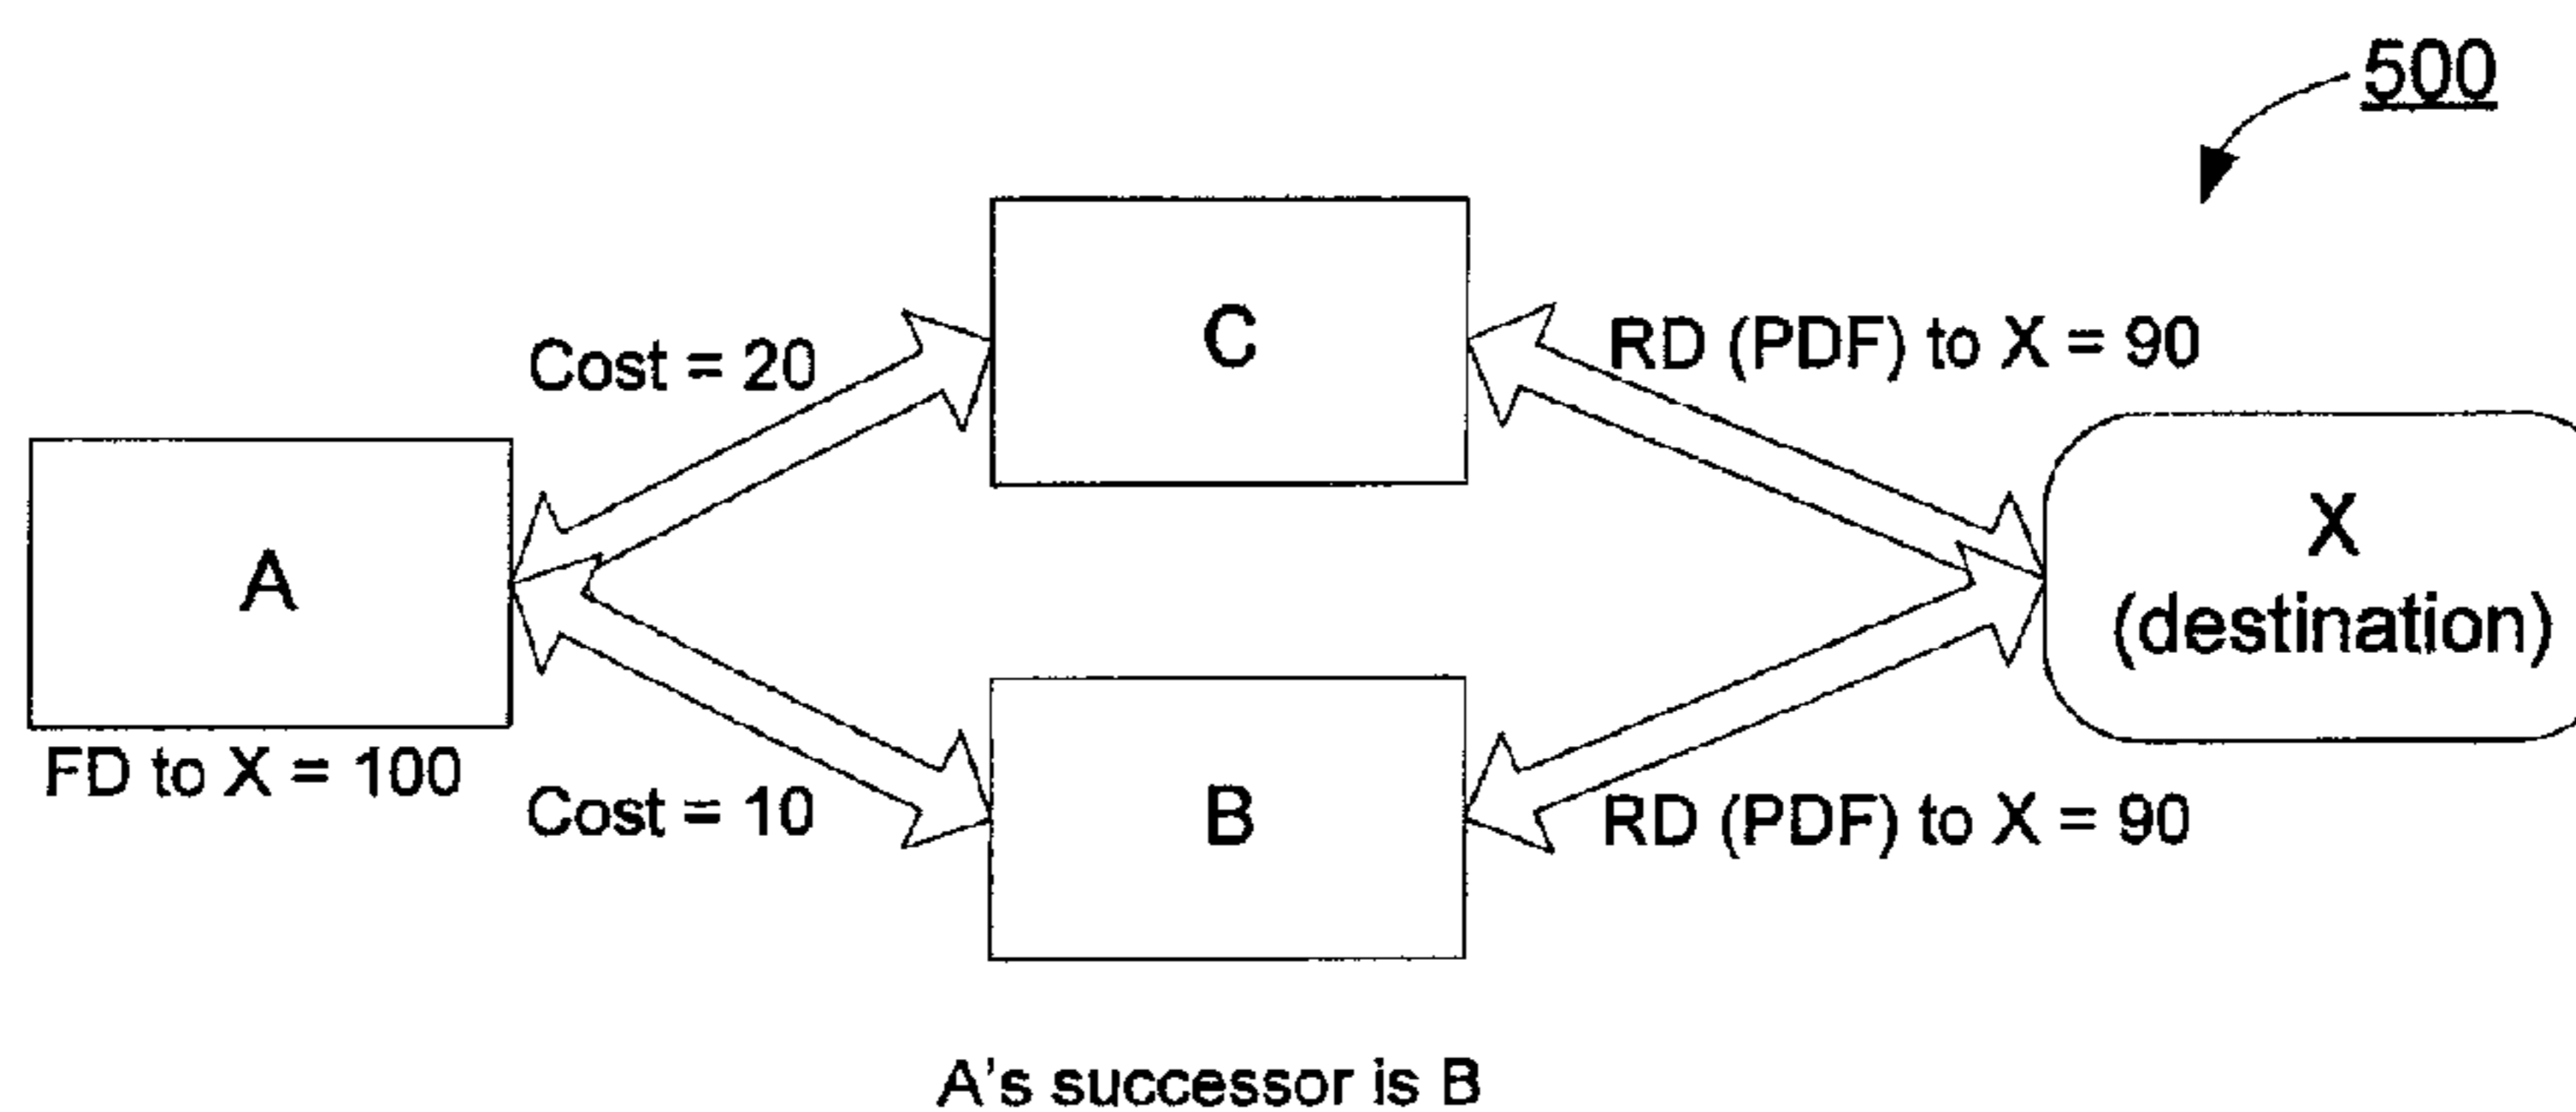 500
C
Cost = 20
RD (PDF) to X = 90
A
X
(destination)
FD to X = 100
Cost = 10
B
RD (PDF) to X = 90
A's successor is B